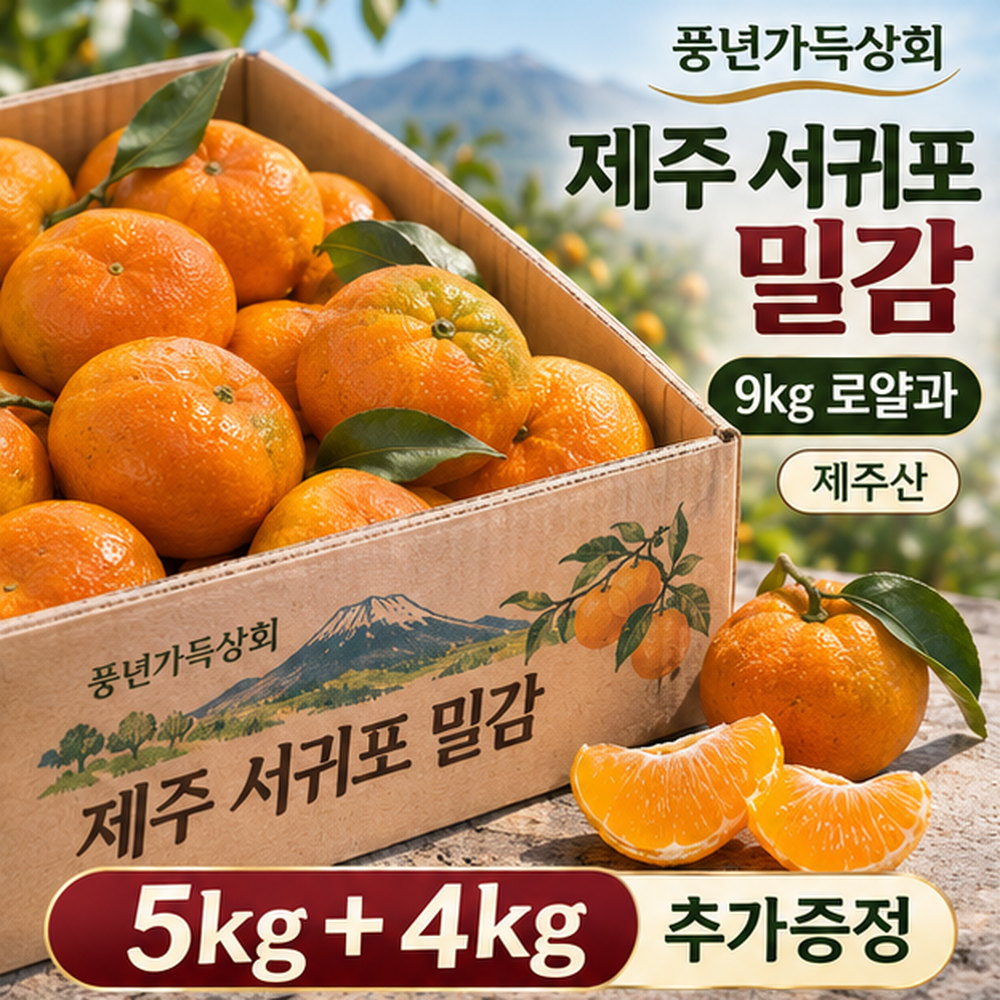 풍년가득상회
제주 서귀포
밀감
9kg 로얄과
제주산
풍년가득상회
제주 서귀포 밀감
5kg + 4kg 추가증정